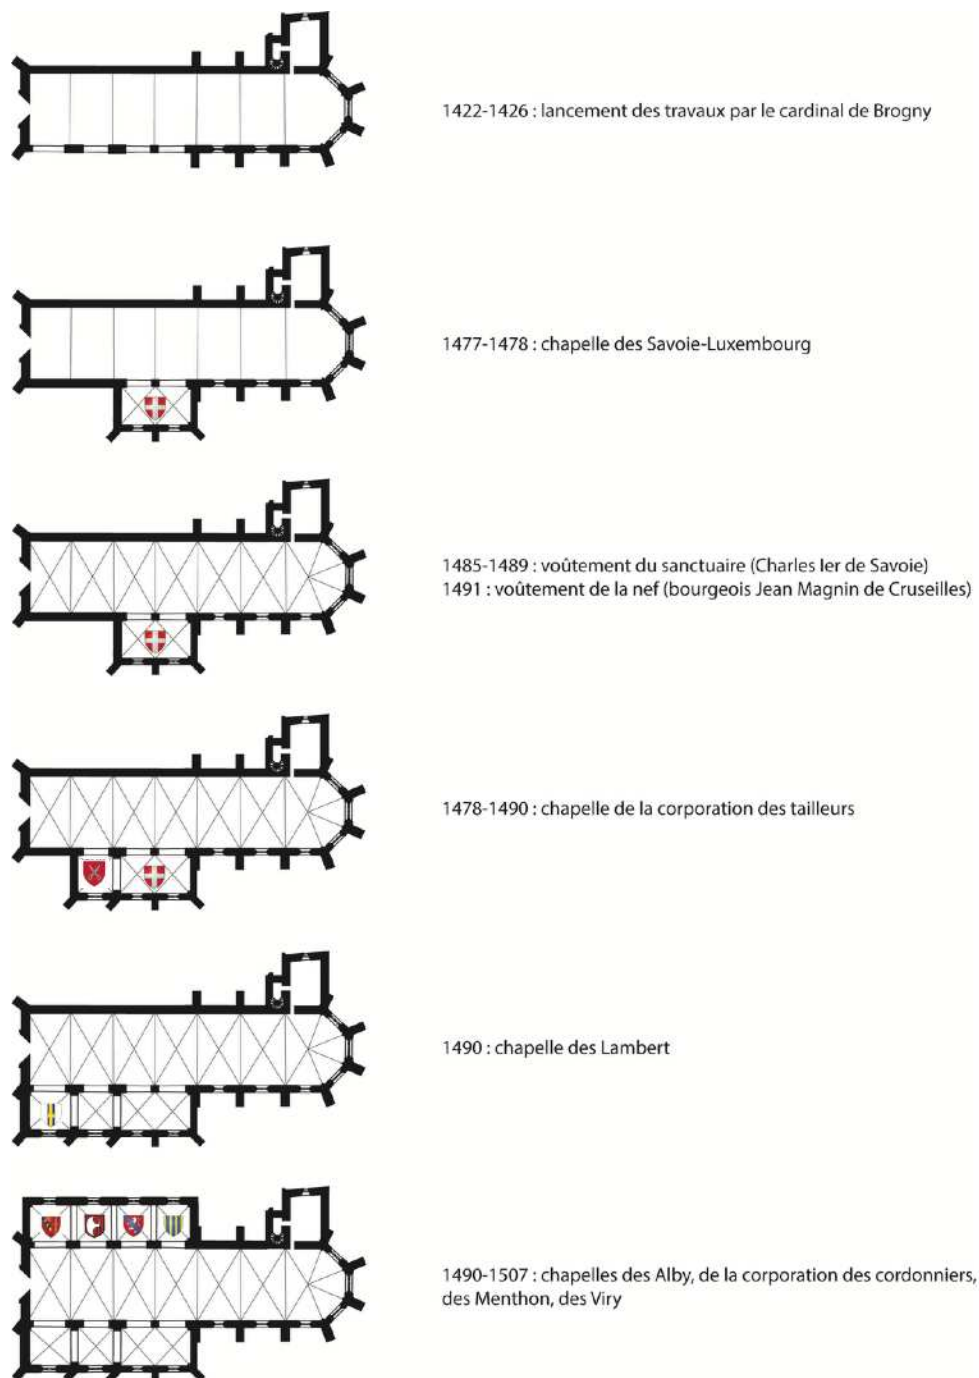 1422-1426 : lancement des travaux par le cardinal de Brogny
1477-1478 : chapelle des Savoie-Luxembourg
1485-1489 : voûtement du sanctuaire (Charles Ier de Savoie)
1491 : voûtement de la nef (bourgeois Jean Magnin de Cruseilles)
1478-1490 : chapelle de la corporation des tailleurs
1490 : chapelle des Lambert
1490-1507 : chapelles des Alby, de la corporation des cordonniers,
des Menthon, des Viry